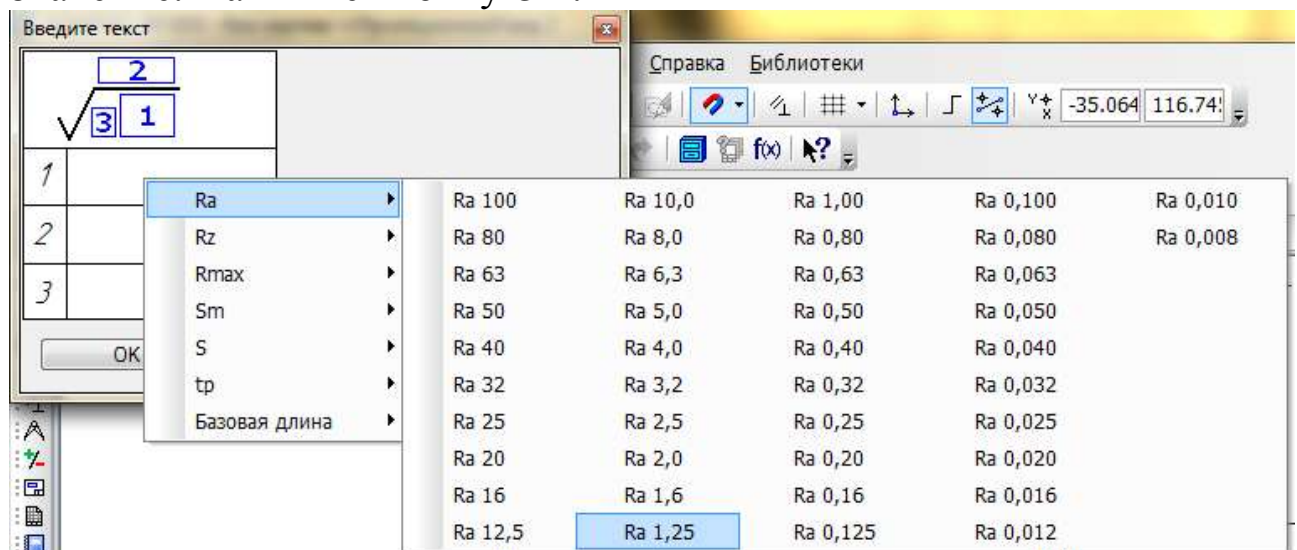 Введите текст
2
3 1
Справка Библиотеки
-35.064 116.74
f(x)
1
2
3
OK
Ra
Rz
Rmax
Sm
S
tp
Базовая длина
Ra 100 Ra 10,0 Ra 1,00 Ra 0,100 Ra 0,010
Ra 80 Ra 8,0 Ra 0,80 Ra 0,080 Ra 0,008
Ra 63 Ra 6,3 Ra 0,63 Ra 0,063
Ra 50 Ra 5,0 Ra 0,50 Ra 0,050
Ra 40 Ra 4,0 Ra 0,40 Ra 0,040
Ra 32 Ra 3,2 Ra 0,32 Ra 0,032
Ra 25 Ra 2,5 Ra 0,25 Ra 0,025
Ra 20 Ra 2,0 Ra 0,20 Ra 0,020
Ra 16 Ra 1,6 Ra 0,16 Ra 0,016
Ra 12,5 Ra 1,25 Ra 0,125 Ra 0,012